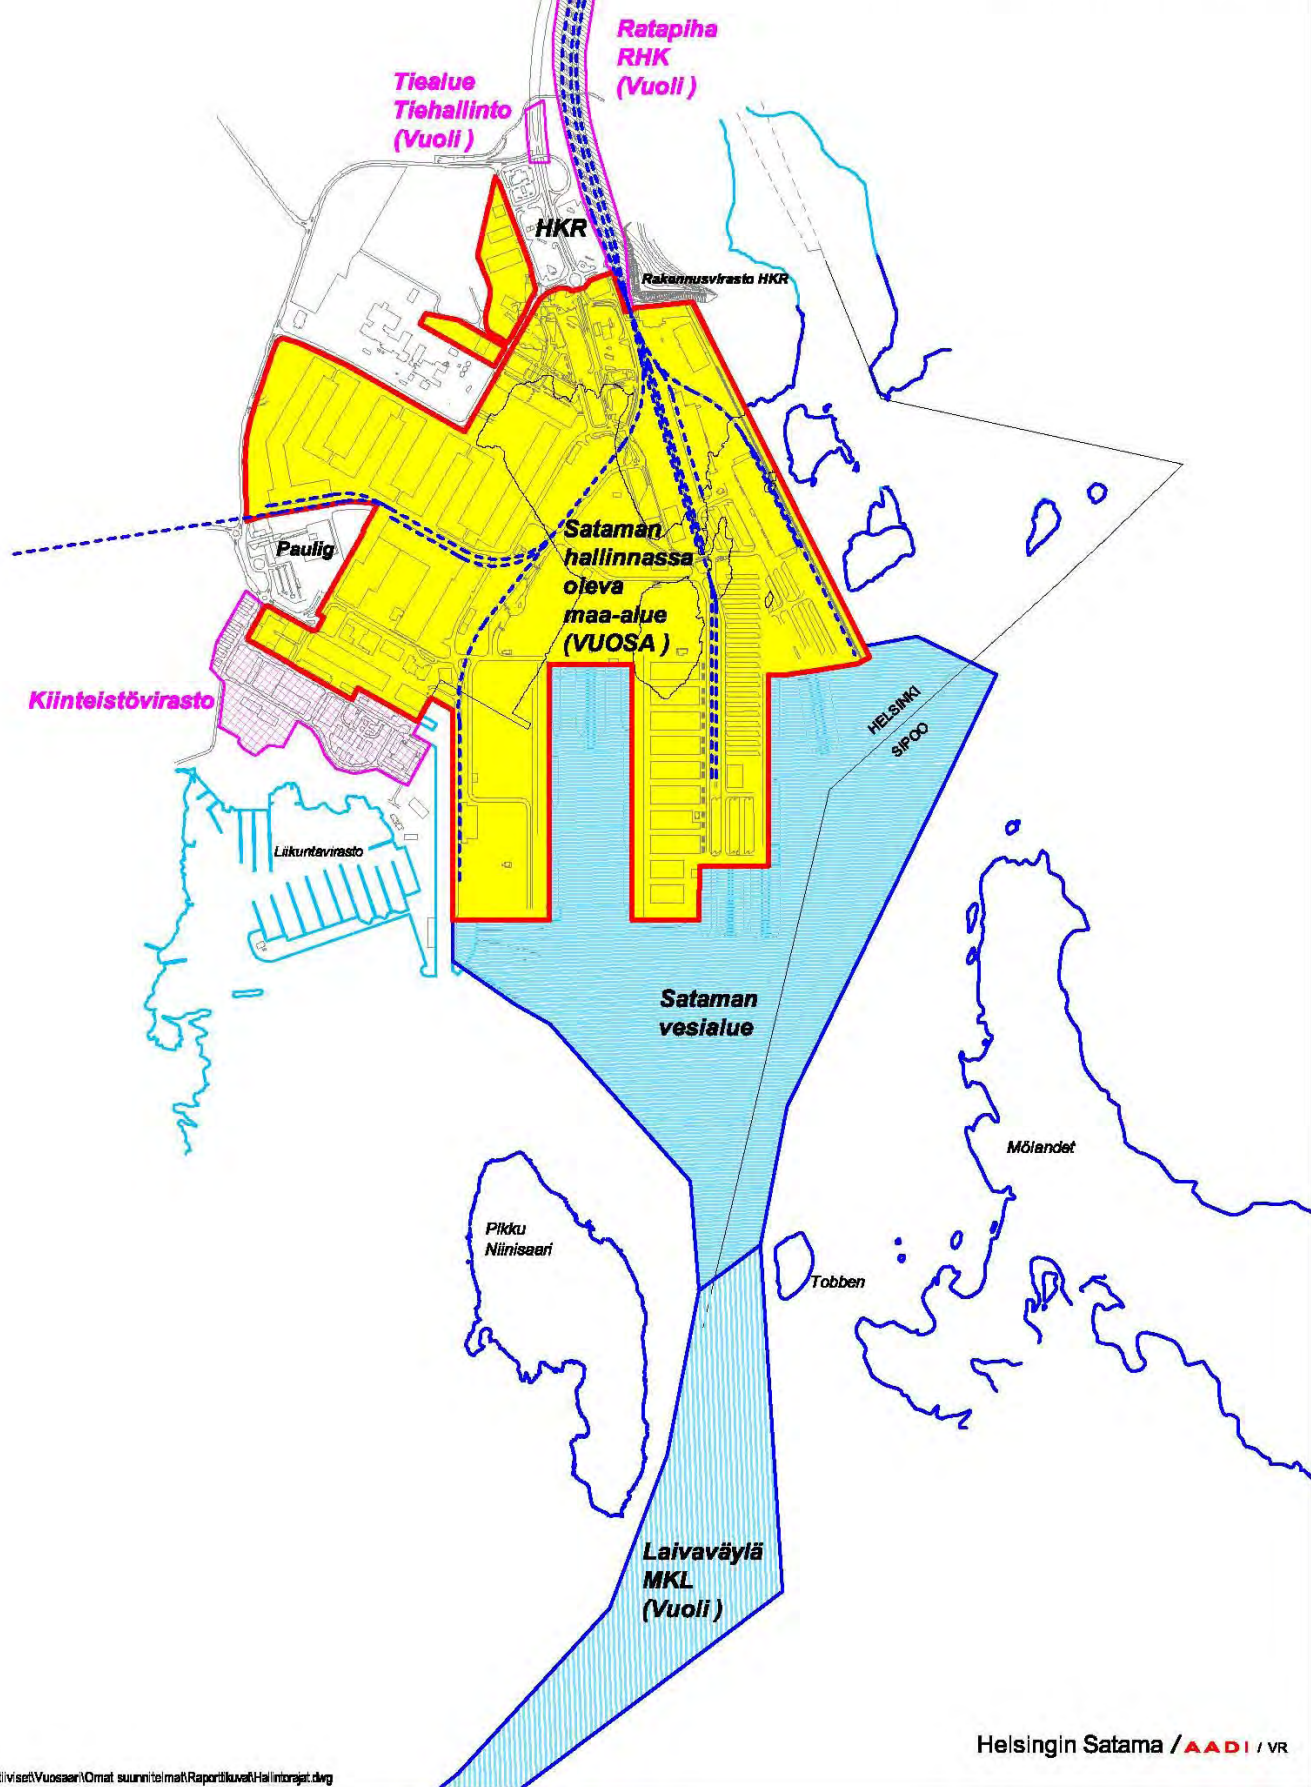 Ratapiha
RHK
(Vuoli )
Tiealue
Tiehallinto
(Vuoli )
HKR
Rakennusvirasto HKR
Sataman
hallinnassa
oleva
maa-alue
(VUOSA )
Paulig
Kiinteistövirasto
HELSINKI
SIPOO
Liikuntavirasto
Sataman
vesialue
Mölandet
Pikku
Niinisaari
Tobben
Laivaväylä
MKL
(Vuoli )
Helsingin Satama / AADI / VR
tiiviset\Vuosaari\Omat suunnitelmat\Raporttikuvat\Hallintorajat.dwg